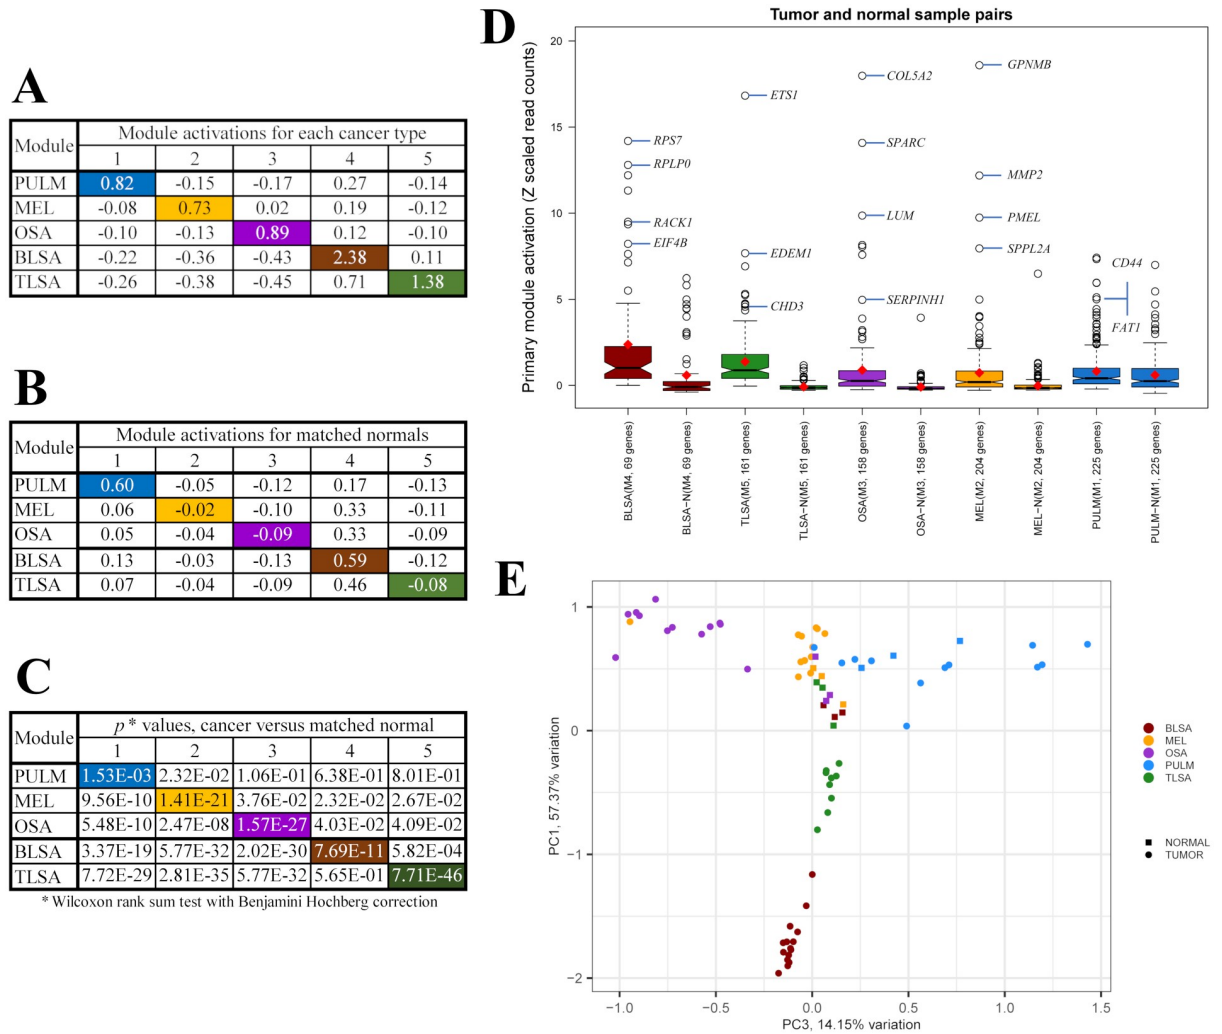 A
Module Module activations for each cancer type
1 2 3 4 5
PULM 0.82 -0.15 -0.17 0.27 -0.14
MEL -0.08 0.73 0.02 0.19 -0.12
OSA -0.10 -0.13 0.89 0.12 -0.10
BLSA -0.22 -0.36 -0.43 2.38 0.11
TLSA -0.26 -0.38 -0.45 0.71 1.38
B
Module Module activations for matched normals
1 2 3 4 5
PULM 0.60 -0.05 -0.12 0.17 -0.13
MEL 0.06 -0.02 -0.10 0.33 -0.11
OSA 0.05 -0.04 -0.09 0.33 -0.09
BLSA 0.13 -0.03 -0.13 0.59 -0.12
TLSA 0.07 -0.04 -0.09 0.46 -0.08
C
Module p* values, cancer versus matched normal
1 2 3 4 5
PULM 1.53E-03 2.32E-02 1.06E-01 6.38E-01 8.01E-01
MEL 9.56E-10 1.41E-21 3.76E-02 2.32E-02 2.67E-02
OSA 5.48E-10 2.47E-08 1.57E-27 4.03E-02 4.09E-02
BLSA 3.37E-19 5.77E-32 2.02E-30 7.69E-11 5.82E-04
TLSA 7.72E-29 2.81E-35 5.77E-32 5.65E-01 7.71E-46
* Wilcoxon rank sum test with Benjamini Hochberg correction
D
Tumor and normal sample pairs
Primary module activation (Z scaled read counts)
20
15
10
5
0
RPS7
RPLP0
RACK1
EIF4B
ETS1
EDEM1
CHD3
COL5A2
SPARC
LUM
SERPINH1
GPNMB
MMP2
PMEL
SPPL2A
CD44
FAT1
BLSA(M4, 69 genes)
BLSA−N(M4, 69 genes)
TLSA(M5, 161 genes)
TLSA−N(M5, 161 genes)
OSA(M3, 158 genes)
OSA−N(M3, 158 genes)
MEL(M2, 204 genes)
MEL−N(M2, 204 genes)
PULM(M1, 225 genes)
PULM−N(M1, 225 genes)
E
PC1, 57.37% variation
1
0
−1
−2
−1.0 −0.5 0.0 0.5 1.0 1.5
PC3, 14.15% variation
BLSA
MEL
OSA
PULM
TLSA
NORMAL
TUMOR